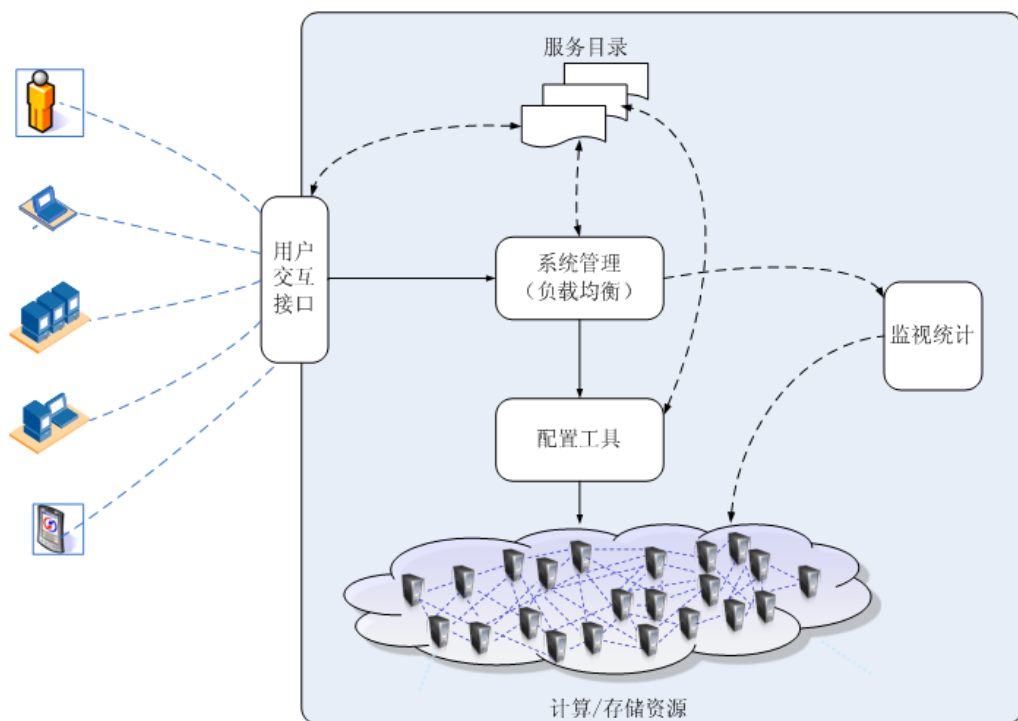 服务目录
用户
交互
接口
系统管理
（负载均衡）
监视统计
配置工具
计算/存储资源